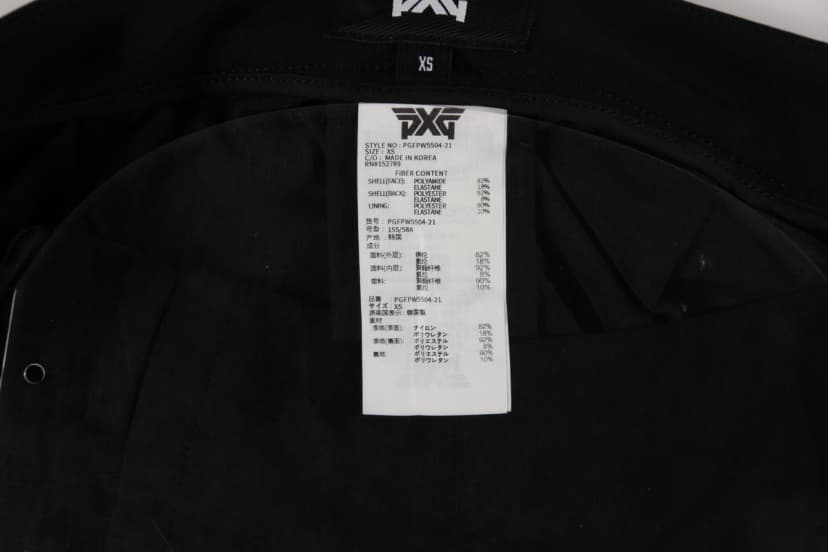 PXG
XS
PXG
STYLE NO : PGFPW5504-21
SIZE : XS
C/O : MADE IN KOREA
RN#152789
FIBER CONTENT
SHELL(FACE): POLYAMIDE 82%
ELASTANE 18%
SHELL(BACK): POLYESTER 92%
ELASTANE 8%
LINING: POLYESTER 90%
ELASTANE 10%
款号 : PGFPW5504-21
号型 : 155/58A
产地 : 韩国
成分
面料(外层): 锦纶 82%
氨纶 18%
面料(内层): 聚酯纤维 92%
氨纶 8%
里料: 聚酯纤维 90%
氨纶 10%
品番 : PGFPW5504-21
サイズ : XS
原産国表示 : 韓国製
素材
表地(表面): ナイロン 82%
ポリウレタン 18%
表地(裏面): ポリエステル 92%
ポリウレタン 8%
裏地: ポリエステル 90%
ポリウレタン 10%